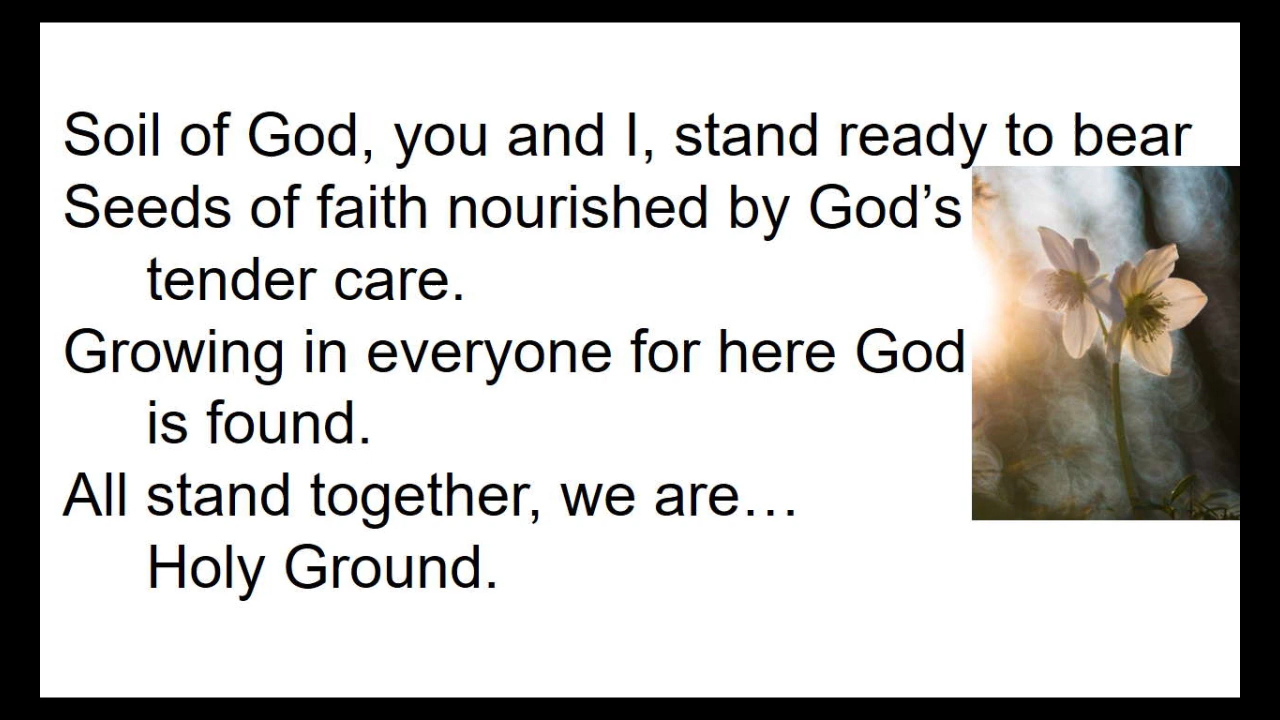 Soil of God, you and I, stand ready to bear
Seeds of faith nourished by God’s
tender care.
Growing in everyone for here God
is found.
All stand together, we are…
Holy Ground.